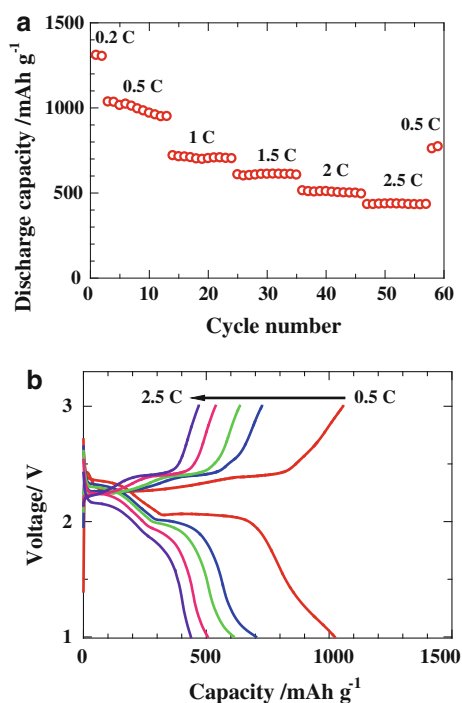 a
1500
0.2 C
0.5 C
0.5 C
1000
1 C
1.5 C
2 C
2.5 C
500
0
0 10 20 30 40 50 60
Discharge capacity /mAh g⁻¹
Cycle number
b
2.5 C 0.5 C
3
2
1
0 500 1000 1500
Voltage/ V
Capacity /mAh g⁻¹